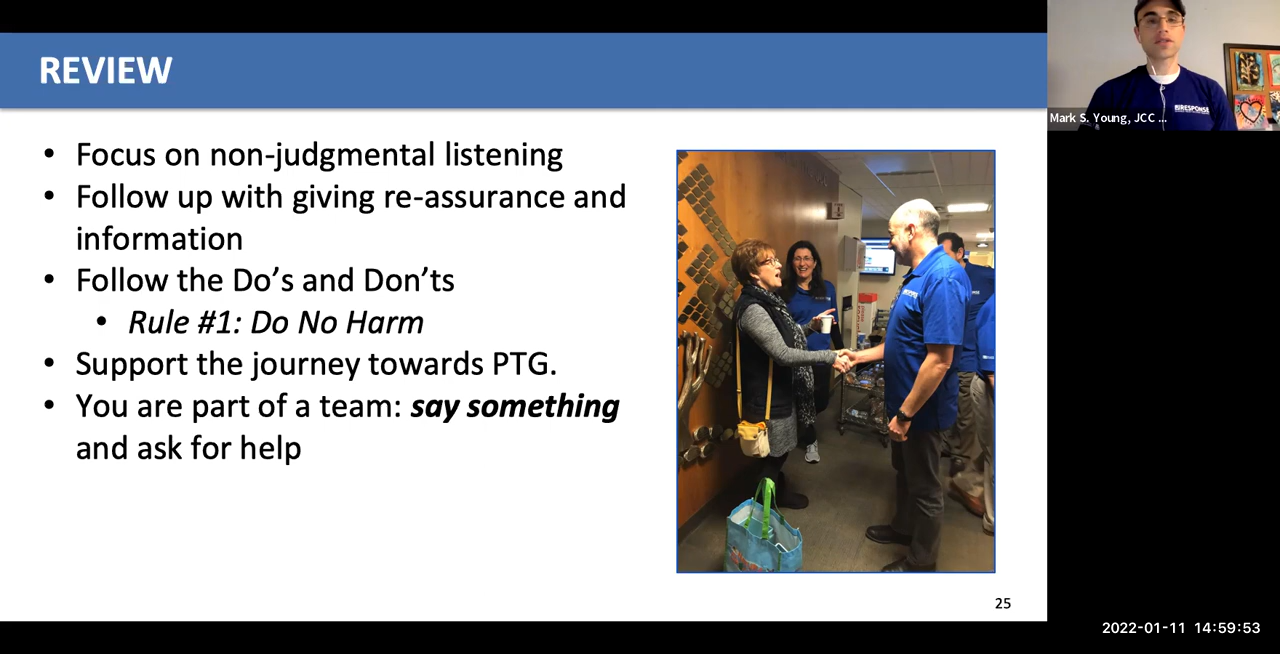 REVIEW
• Focus on non-judgmental listening
• Follow up with giving re-assurance and
information
• Follow the Do's and Don'ts
• Rule #1: Do No Harm
• Support the journey towards PTG.
• You are part of a team: say something
and ask for help
25
Mark S. Young, JCC ...
2022-01-11 14:59:53